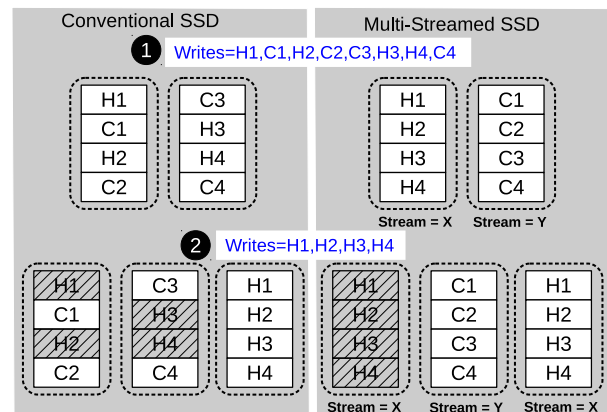 Conventional SSD
Multi-Streamed SSD
1 Writes=H1,C1,H2,C2,C3,H3,H4,C4
H1 C3 H1 C1
C1 H3 H2 C2
H2 H4 H3 C3
C2 C4 H4 C4
Stream = X Stream = Y
2 Writes=H1,H2,H3,H4
H1 C3 H1 H1 C1 H1
C1 H3 H2 H2 C2 H2
H2 H4 H3 H3 C3 H3
C2 C4 H4 H4 C4 H4
Stream = X Stream = Y Stream = X